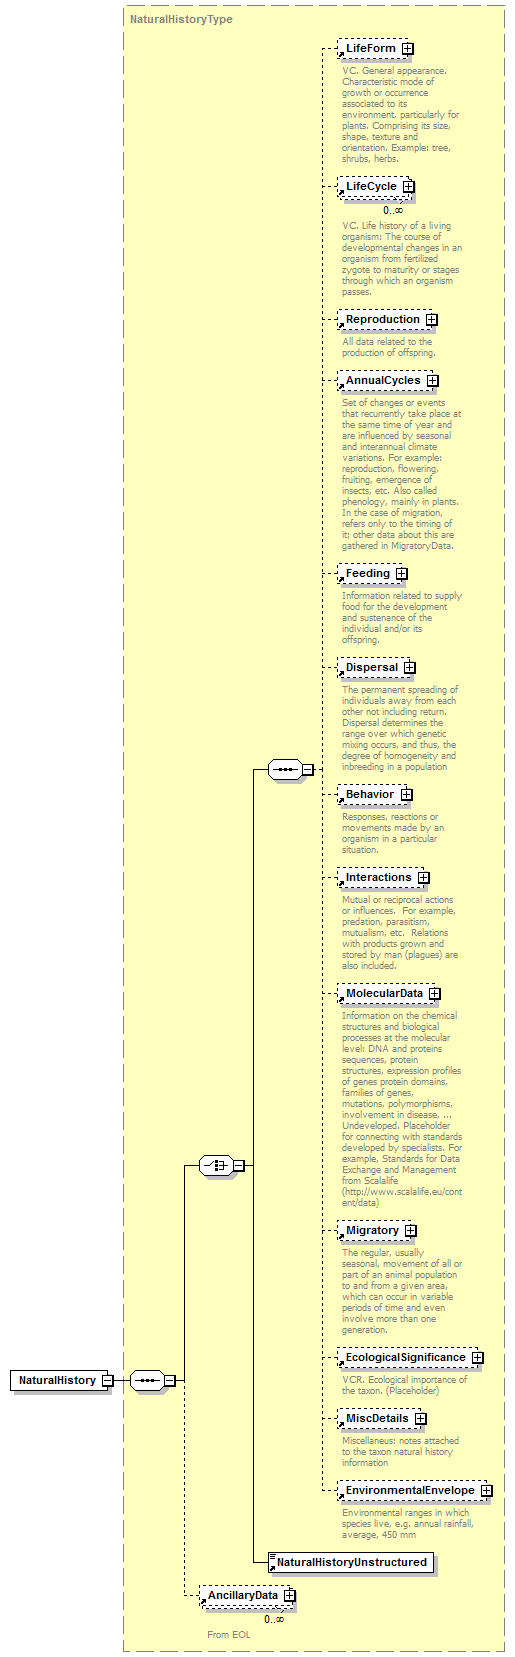 NaturalHistoryType
LifeForm
VC. General appearance.
Characteristic mode of
growth or occurrence
associated to its
environment, particularly for
plants. Comprising its size,
shape, texture and
orientation. Example: tree,
shrubs, herbs.
LifeCycle
0..∞
VC. Life history of a living
organism: The course of
developmental changes in an
organism from fertilized
zygote to maturity or stages
through which an organism
passes.
Reproduction
All data related to the
production of offspring.
AnnualCycles
Set of changes or events
that recurrently take place at
the same time of year and
are influenced by seasonal
and interannual climate
variations. For example:
reproduction, flowering,
fruiting, emergence of
insects, etc. Also called
phenology, mainly in plants.
In the case of migration,
refers only to the timing of
it; other data about this are
gathered in MigratoryData.
Feeding
Information related to supply
food for the development
and sustenance of the
individual and/or its
offspring.
Dispersal
The permanent spreading of
individuals away from each
other not including return.
Dispersal determines the
range over which genetic
mixing occurs, and thus, the
degree of homogeneity and
inbreeding in a population
Behavior
Responses, reactions or
movements made by an
organism in a particular
situation.
Interactions
Mutual or reciprocal actions
or influences.  For example,
predation, parasitism,
mutualism, etc.  Relations
with products grown and
stored by man (plagues) are
also included.
MolecularData
Information on the chemical
structures and biological
processes at the molecular
level: DNA and proteins
sequences, protein
structures, expression profiles
of genes protein domains,
families of genes,
mutations, polymorphisms,
involvement in disease, ...
Undeveloped. Placeholder
for connecting with standards
developed by specialists. For
example, Standards for Data
Exchange and Management
from Scalalife
(http://www.scalalife.eu/cont
ent/data)
Migratory
The regular, usually
seasonal, movement of all or
part of an animal population
to and from a given area,
which can occur in variable
periods of time and even
involve more than one
generation.
EcologicalSignificance
VCR. Ecological importance of
the taxon. (Placeholder)
NaturalHistory
MiscDetails
Miscellaneus: notes attached
to the taxon natural history
information
EnvironmentalEnvelope
Environmental ranges in which
species live, e.g. annual rainfall,
average, 450 mm
NaturalHistoryUnstructured
AncillaryData
0..∞
From EOL